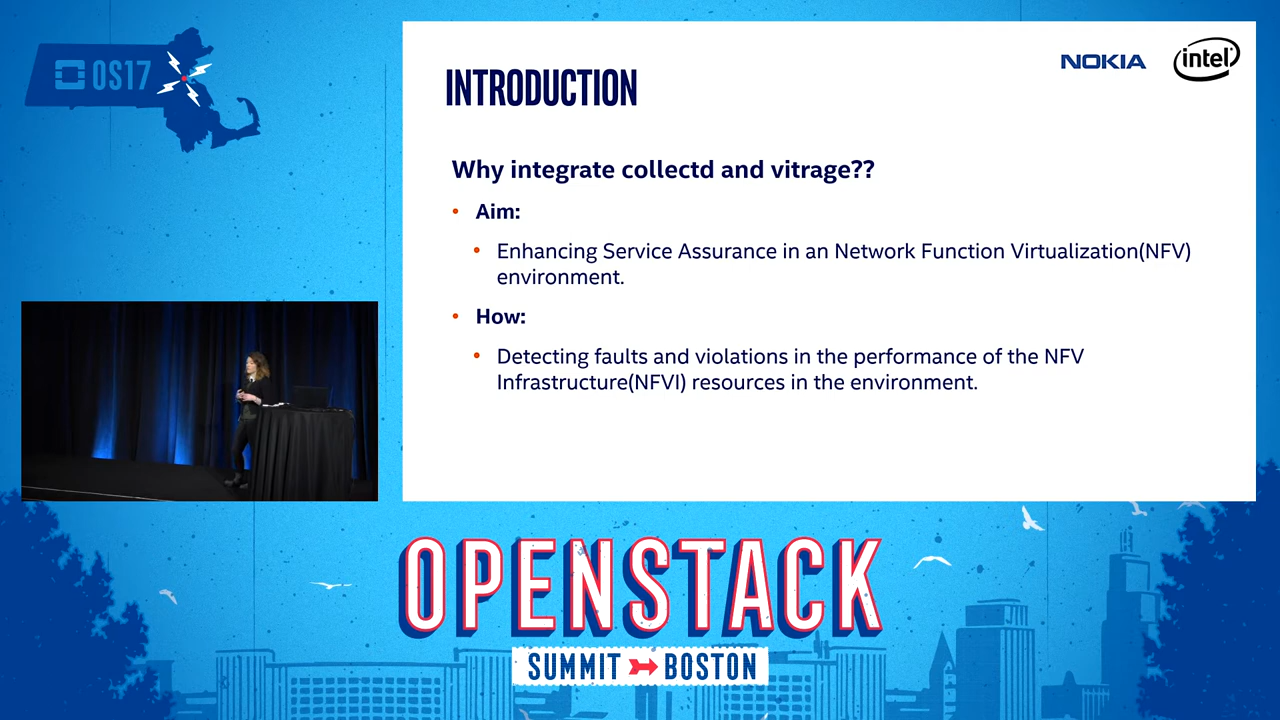 OS17
NOKIA
intel
INTRODUCTION
Why integrate collectd and vitrage??
• Aim:
• Enhancing Service Assurance in an Network Function Virtualization(NFV)
environment.
• How:
• Detecting faults and violations in the performance of the NFV
Infrastructure(NFVI) resources in the environment.
OPENSTACK
SUMMIT BOSTON